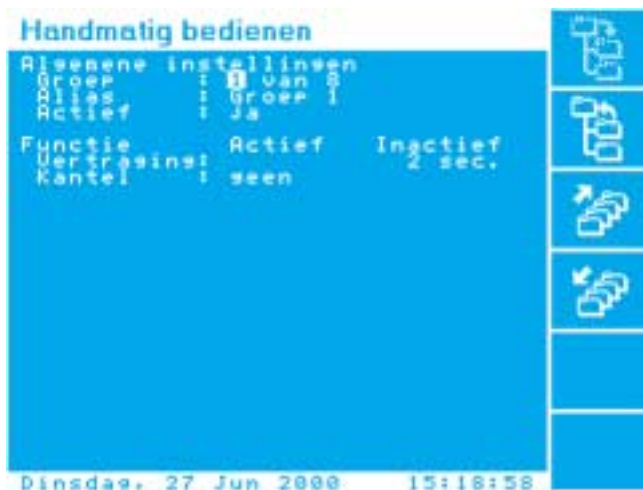 Handmatig bedienen
Algemene instellingen
Groep : 1 van 8
Alias : Groep 1
Actief : Ja
Functie Actief Inactief
Vertraging: 2 sec.
Kantel : geen
Dinsdag, 27 Jun 2000 15:18:58